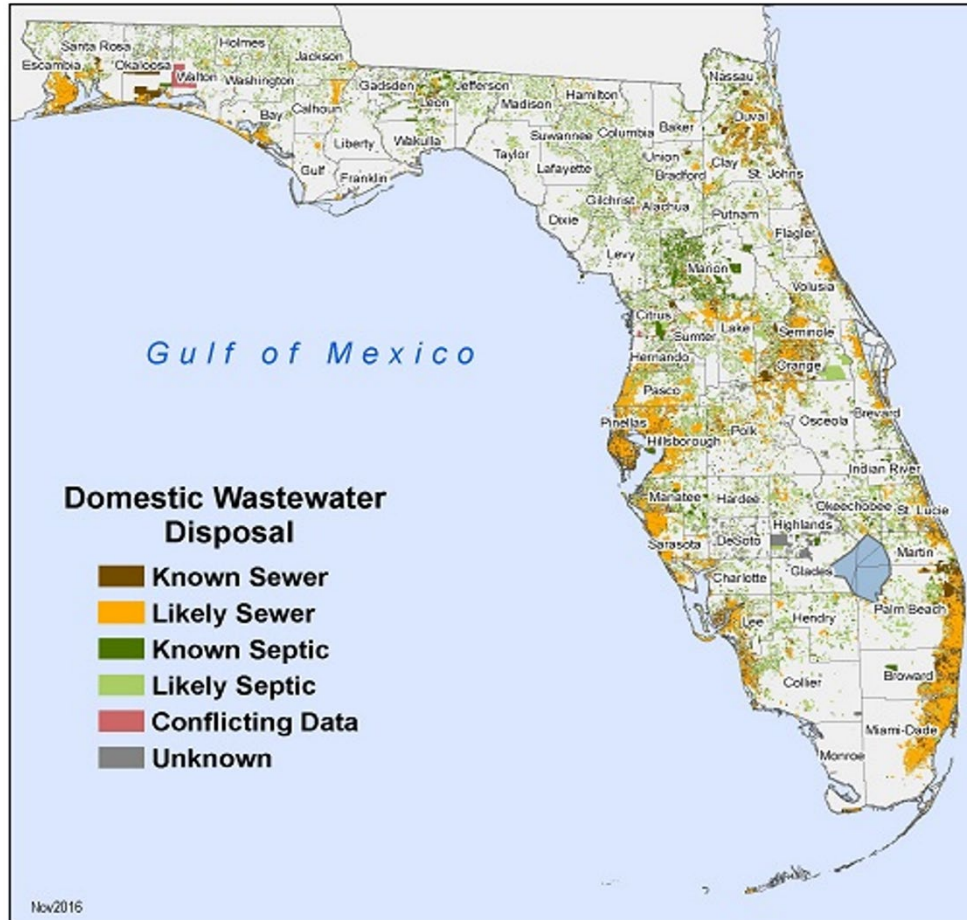 Nassau
Holmes
Santa Rosa
Jackson
Escambia
Okaloosa
Walton
Washington
Gadsden
Jefferson
Hamilton
Madison
Leon
Calhoun
Duval
Bay
Baker
Suwannee
Columbia
Wakulla
Liberty
Taylor
Union
Clay
Gulf
Lafayette
Bradford
St. Johns
Franklin
Gilchrist
Alachua
Putnam
Dixie
Flagler
Levy
Marion
Volusia
Citrus
Lake
Seminole
Sumter
Gulf of Mexico
Hernando
Orange
Pasco
Osceola
Brevard
Pinellas
Polk
Hillsborough
Indian River
Manatee
Hardee
Okeechobee
St. Lucie
Highlands
DeSoto
Sarasota
Martin
Glades
Charlotte
Palm Beach
Lee
Hendry
Broward
Collier
Miami-Dade
Monroe
Domestic Wastewater
Disposal
Known Sewer
Likely Sewer
Known Septic
Likely Septic
Conflicting Data
Unknown
Nov2016